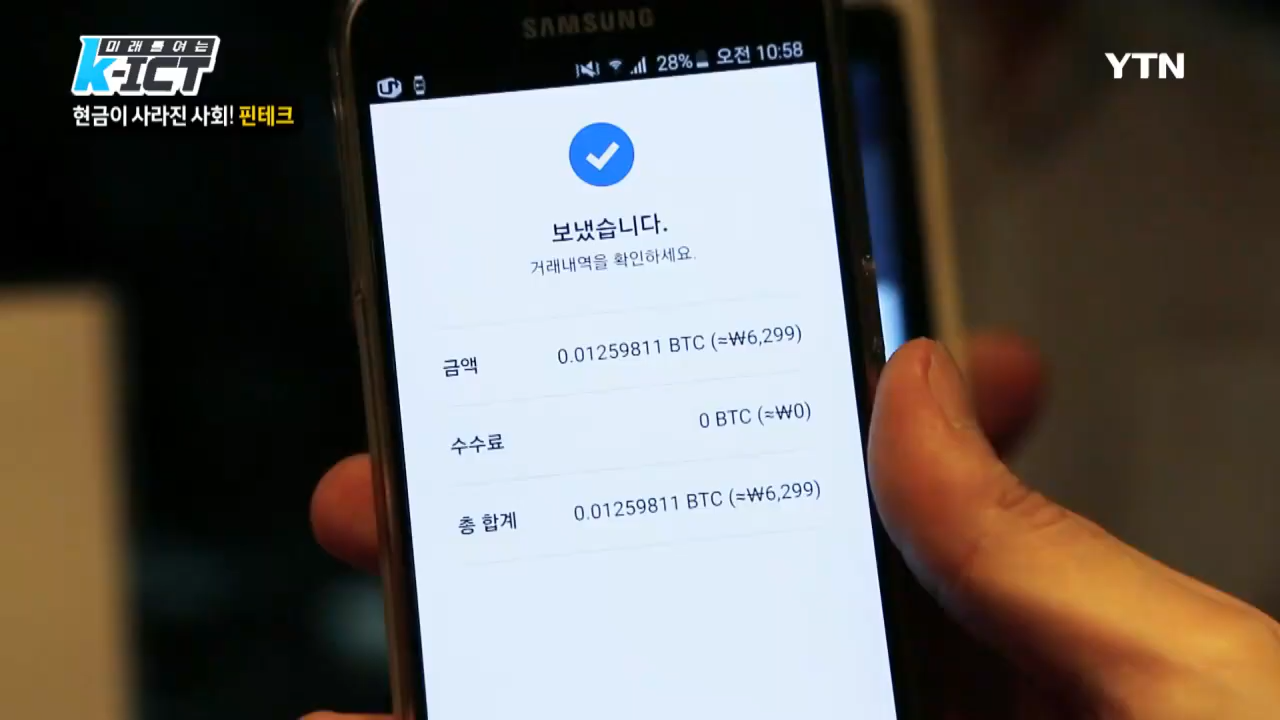 미래를여는
K-ICT
현금이 사라진 사회! 핀테크
YTN
SAMSUNG
28% 오전 10:58
보냈습니다.
거래내역을 확인하세요.
금액 0.01259811 BTC (≈₩6,299)
수수료 0 BTC (≈₩0)
총 합계 0.01259811 BTC (≈₩6,299)